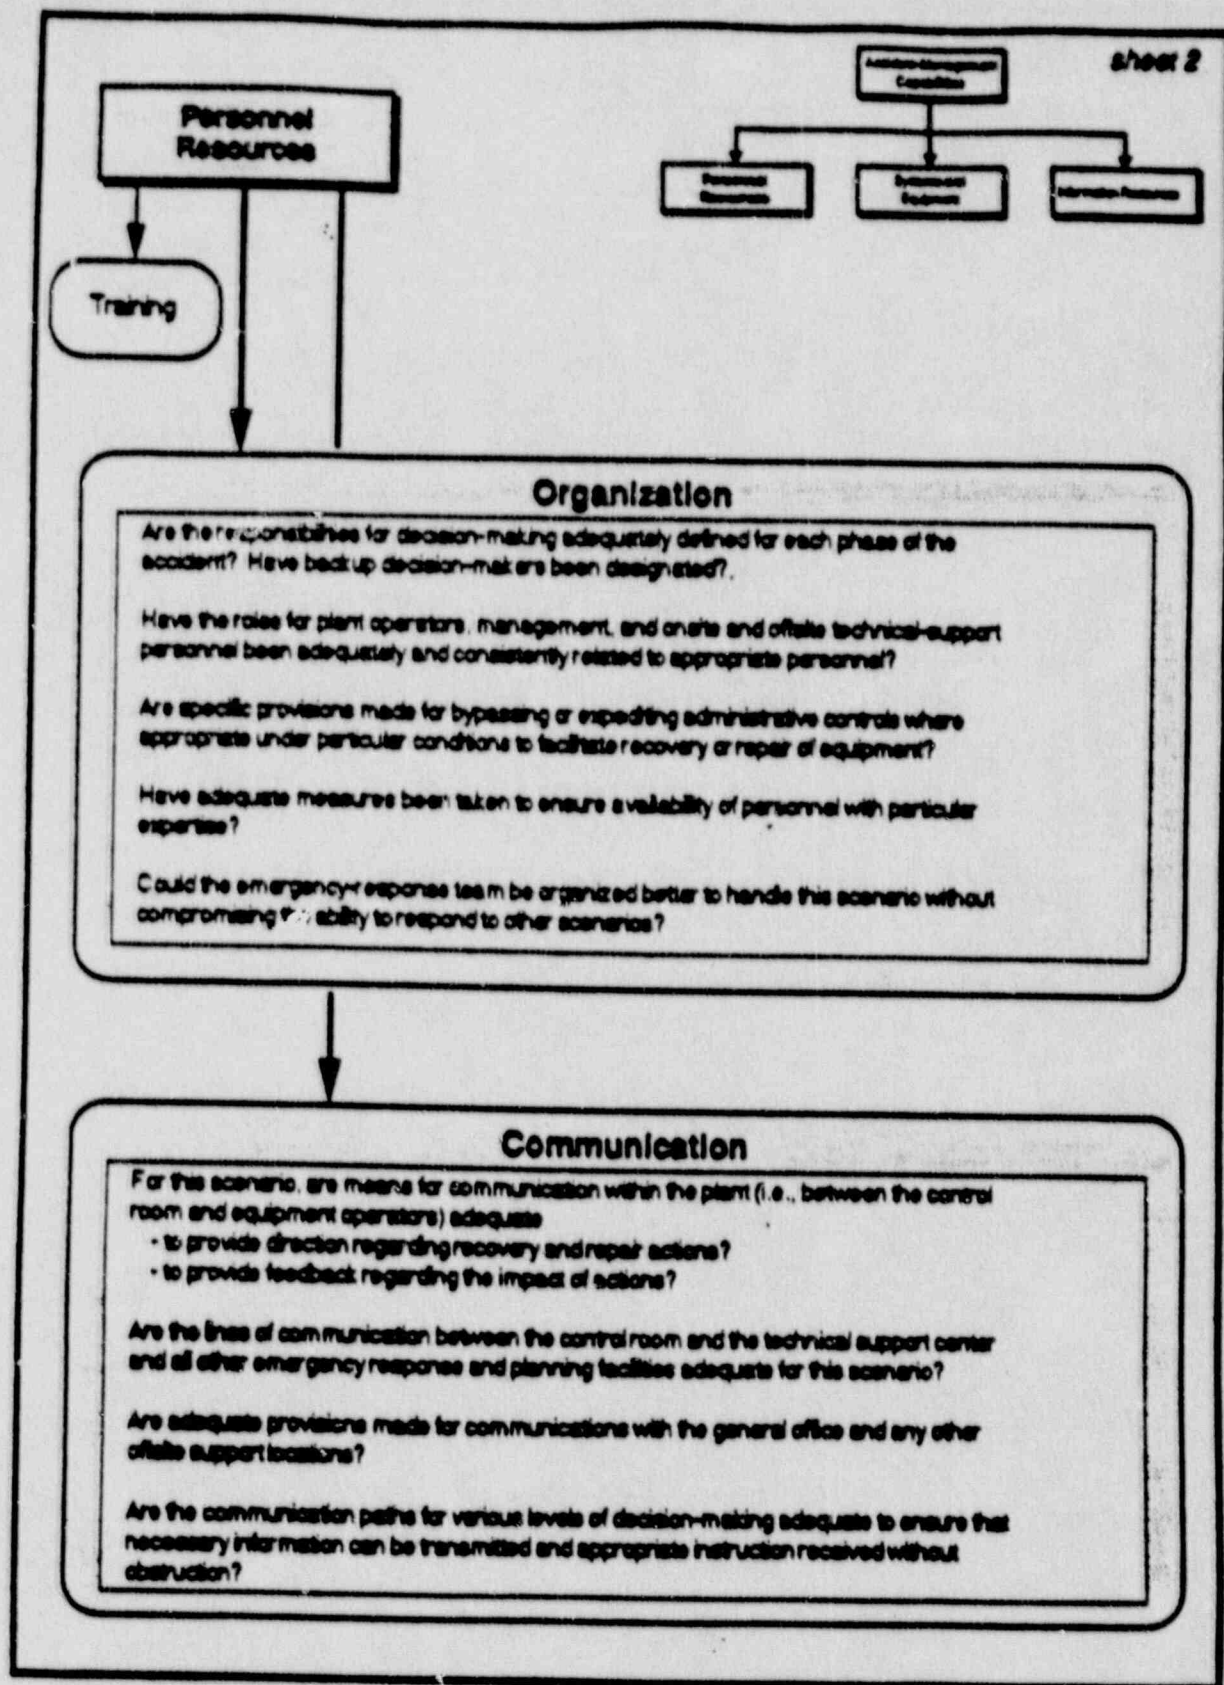 sheet 2
Accident-Management
Capabilities
Personnel
Resources
Personnel
Resources
Systems and
Equipment
Information Resources
Training
Organization
Are the responsibilities for decision-making adequately defined for each phase of the
accident? Have backup decision-makers been designated?
Have the roles for plant operators, management, and onsite and offsite technical-support
personnel been adequately and consistently related to appropriate personnel?
Are specific provisions made for bypassing or expediting administrative controls where
appropriate under particular conditions to facilitate recovery or repair of equipment?
Have adequate measures been taken to ensure availability of personnel with particular
expertise?
Could the emergency-response team be organized better to handle this scenario without
compromising ability to respond to other scenarios?
Communication
For this scenario, are means for communication within the plant (i.e., between the control
room and equipment operators) adequate
- to provide direction regarding recovery and repair actions?
- to provide feedback regarding the impact of actions?
Are the lines of communication between the control room and the technical support center
and all other emergency response and planning facilities adequate for this scenario?
Are adequate provisions made for communications with the general office and any other
offsite support locations?
Are the communication paths for various levels of decision-making adequate to ensure that
necessary information can be transmitted and appropriate instruction received without
obstruction?